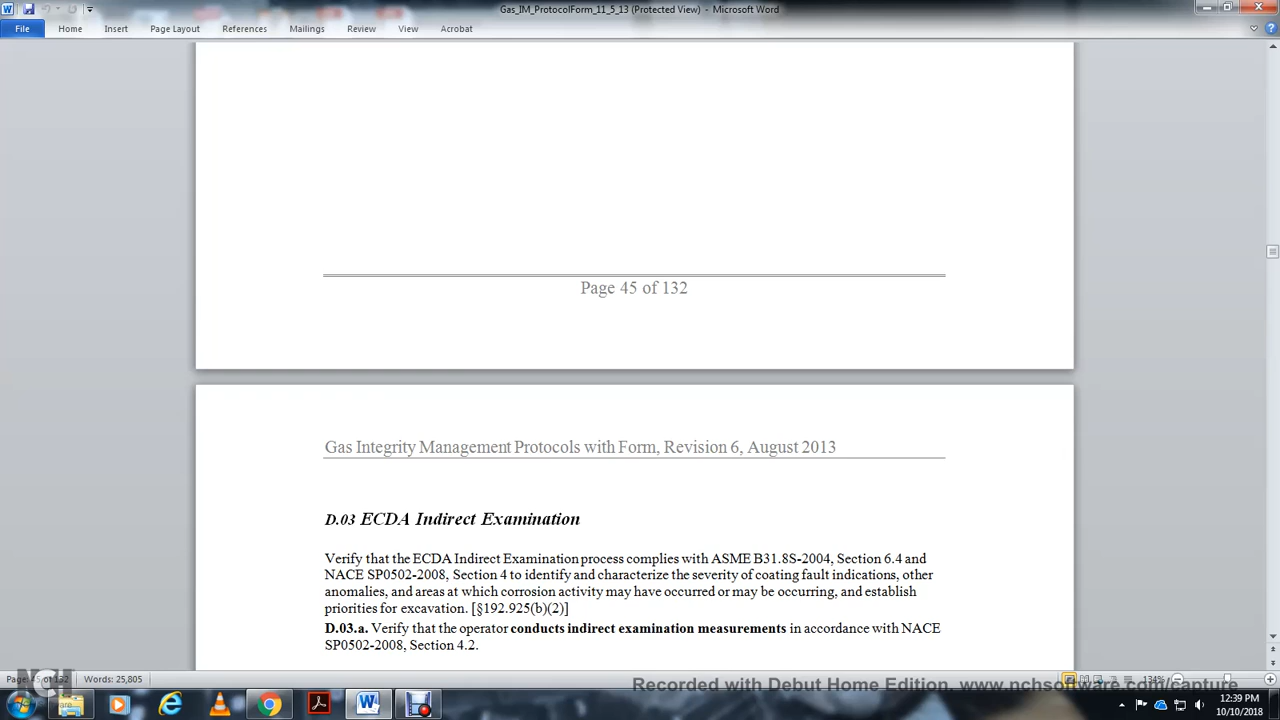 Gas_IM_ProtocolForm_11_5_13 (Protected View) - Microsoft Word
File Home Insert Page Layout References Mailings Review View Acrobat
Page 45 of 132
Gas Integrity Management Protocols with Form, Revision 6, August 2013
D.03 ECDA Indirect Examination
Verify that the ECDA Indirect Examination process complies with ASME B31.8S-2004, Section 6.4 and
NACE SP0502-2008, Section 4 to identify and characterize the severity of coating fault indications, other
anomalies, and areas at which corrosion activity may have occurred or may be occurring, and establish
priorities for excavation. [§192.925(b)(2)]
D.03.a. Verify that the operator conducts indirect examination measurements in accordance with NACE
SP0502-2008, Section 4.2.
Page: 45 of 132 Words: 25,805 134%
NCH
Recorded with Debut Home Edition. www.nchsoftware.com/capture
12:39 PM
10/10/2018